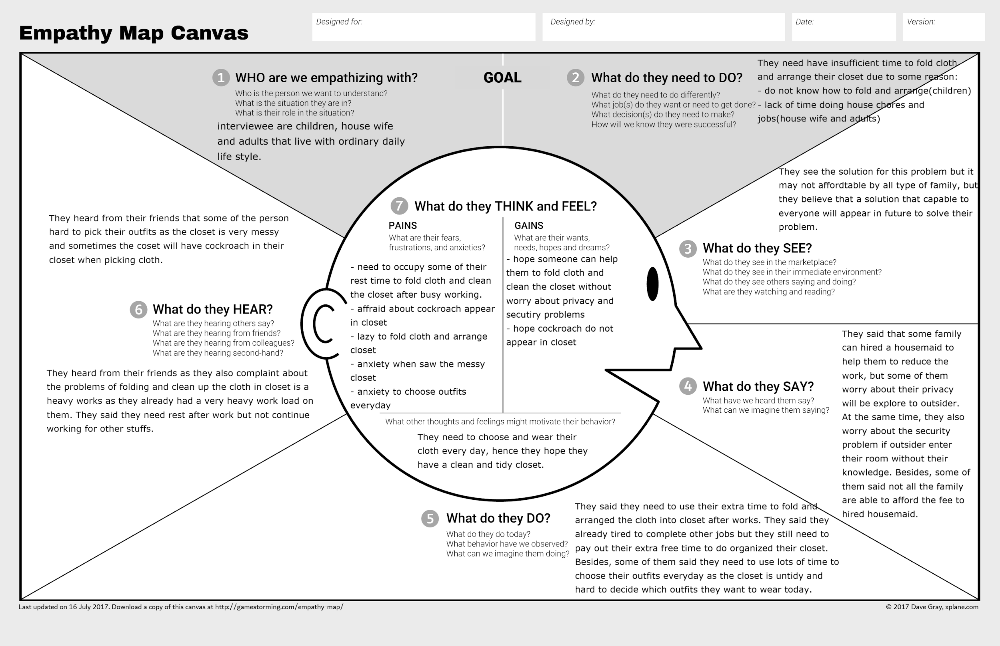 Empathy Map Canvas
Designed for:
Designed by:
Date:
Version:
1 WHO are we empathizing with?
Who is the person we want to understand?
What is the situation they are in?
What is their role in the situation?
interviewee are children, house wife
and adults that live with ordinary daily
life style.
GOAL
2 What do they need to DO?
What do they need to do differently?
What job(s) do they want or need to get done?
What decision(s) do they need to make?
How will we know they were successful?
They need have insufficient time to fold cloth
and arrange their closet due to some reason:
- do not know how to fold and arrange(children)
- lack of time doing house chores and
jobs(house wife and adults)
They see the solution for this problem but it
may not affordtable by all type of family, but
they believe that a solution that capable to
everyone will appear in future to solve their
problem.
3 What do they SEE?
What do they see in the marketplace?
What do they see in their immediate environment?
What do they see others saying and doing?
What are they watching and reading?
4 What do they SAY?
What have we heard them say?
What can we imagine them saying?
They said that some family
can hired a housemaid to
help them to reduce the
work, but some of them
worry about their privacy
will be explore to outsider.
At the same time, they also
worry about the security
problem if outsider enter
their room without their
knowledge. Besides, some of
them said not all the family
are able to afford the fee to
hired housemaid.
5 What do they DO?
What do they do today?
What behavior have we observed?
What can we imagine them doing?
They said they need to use their extra time to fold and
arranged the cloth into closet after works. They said they
already tired to complete other jobs but they still need to
pay out their extra free time to do organized their closet.
Besides, some of them said they need to use lots of time to
choose their outfits everyday as the closet is untidy and
hard to decide which outfits they want to wear today.
They heard from their friends that some of the person
hard to pick their outfits as the closet is very messy
and sometimes the coset will have cockroach in their
closet when picking cloth.
6 What do they HEAR?
What are they hearing others say?
What are they hearing from friends?
What are they hearing from colleagues?
What are they hearing second-hand?
They heard from their friends as they also complaint about
the problems of folding and clean up the cloth in closet is a
heavy works as they already had a very heavy work load on
them. They said they need rest after work but not continue
working for other stuffs.
7 What do they THINK and FEEL?
PAINS
What are their fears,
frustrations, and anxieties?
- need to occupy some of their
rest time to fold cloth and clean
the closet after busy working.
- affraid about cockroach appear
in closet
- lazy to fold cloth and arrange
closet
- anxiety when saw the messy
closet
- anxiety to choose outfits
everyday
GAINS
What are their wants,
needs, hopes and dreams?
- hope someone can help
them to fold cloth and
clean the closet without
worry about privacy and
secutiry problems
- hope cockroach do not
appear in closet
What other thoughts and feelings might motivate their behavior?
They need to choose and wear their
cloth every day, hence they hope they
have a clean and tidy closet.
Last updated on 16 July 2017. Download a copy of this canvas at http://gamestorming.com/empathy-map/
© 2017 Dave Gray, xplane.com